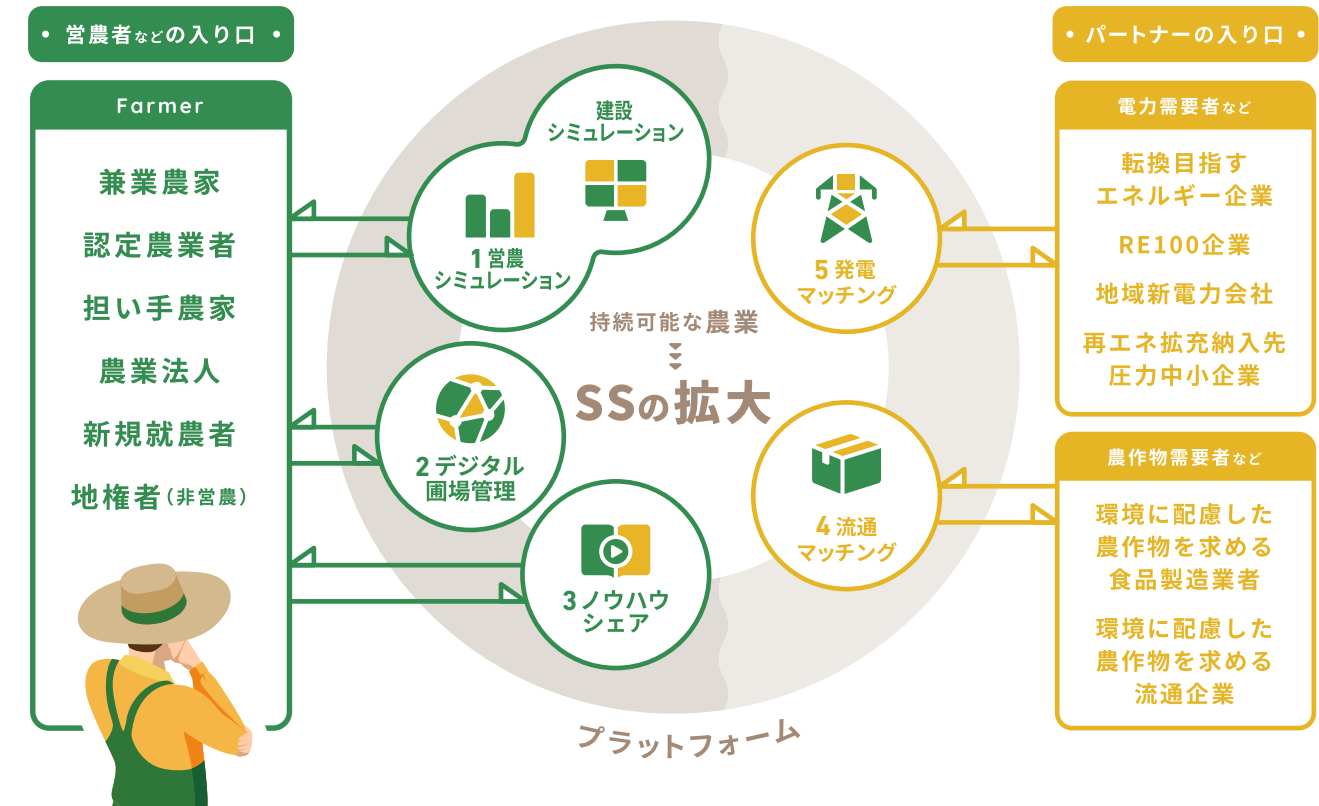 • 営農者などの入り口 •
Farmer
兼業農家
認定農業者
担い手農家
農業法人
新規就農者
地権者(非営農)
建設
シミュレーション
1 営農
シミュレーション
2 デジタル
圃場管理
3 ノウハウ
シェア
持続可能な農業
SSの拡大
5 発電
マッチング
4 流通
マッチング
プラットフォーム
• パートナーの入り口 •
電力需要者など
転換目指す
エネルギー企業
RE100企業
地域新電力会社
再エネ拡充納入先
圧力中小企業
農作物需要者など
環境に配慮した
農作物を求める
食品製造業者
環境に配慮した
農作物を求める
流通企業